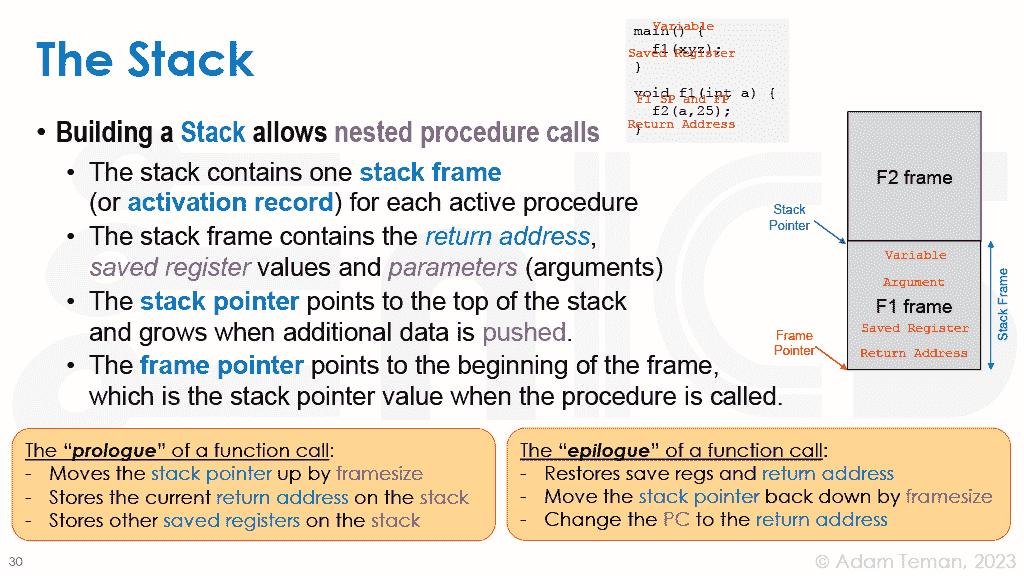 The Stack
main() {
Variable
f1(xyz);
Saved Register
}
void f1(int a) {
F1 SP and FP
f2(a,25);
Return Address
}
• Building a Stack allows nested procedure calls
• The stack contains one stack frame
(or activation record) for each active procedure
• The stack frame contains the return address,
saved register values and parameters (arguments)
• The stack pointer points to the top of the stack
and grows when additional data is pushed.
• The frame pointer points to the beginning of the frame,
which is the stack pointer value when the procedure is called.
F2 frame
Stack
Pointer
Variable
Argument
F1 frame
Saved Register
Return Address
Frame
Pointer
Stack Frame
The “prologue” of a function call:
- Moves the stack pointer up by framesize
- Stores the current return address on the stack
- Stores other saved registers on the stack
The “epilogue” of a function call:
- Restores save regs and return address
- Move the stack pointer back down by framesize
- Change the PC to the return address
30
© Adam Teman, 2023